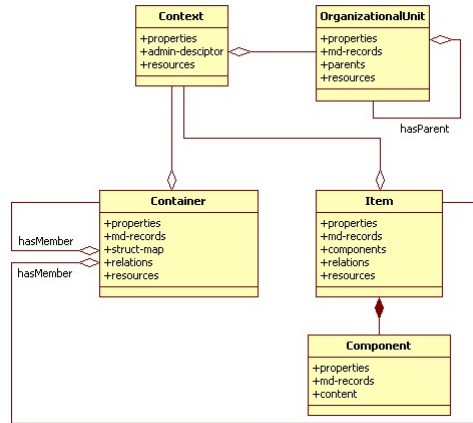 Context
+properties
+admin-desciptor
+resources
OrganizationalUnit
+properties
+md-records
+parents
+resources
hasParent
Container
+properties
+md-records
+struct-map
+relations
+resources
hasMember
hasMember
Item
+properties
+md-records
+components
+relations
+resources
Component
+properties
+md-records
+content